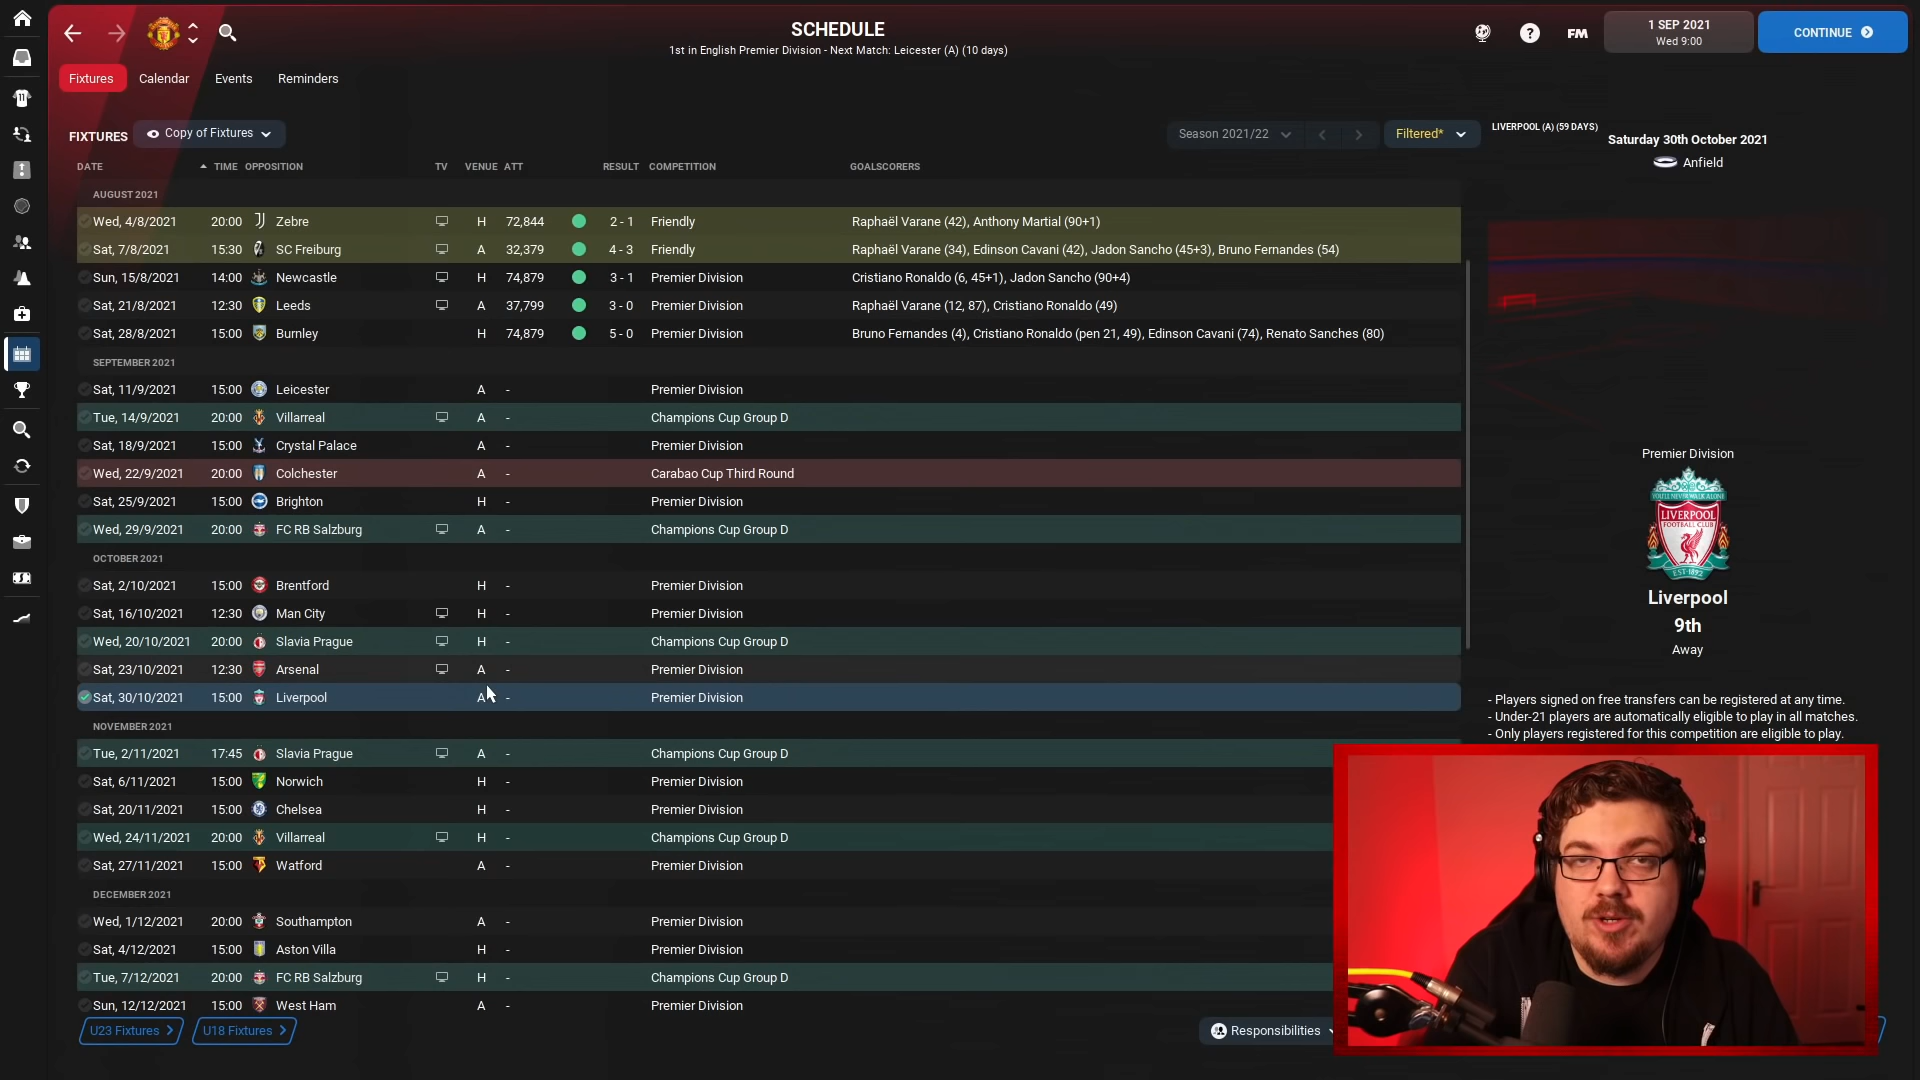 SCHEDULE
1st in English Premier Division - Next Match: Leicester (A) (10 days)
FM
1 SEP 2021
Wed 9:00
CONTINUE
Fixtures Calendar Events Reminders
FIXTURES Copy of Fixtures Season 2021/22 Filtered*
DATE TIME OPPOSITION TV VENUE ATT RESULT COMPETITION GOALSCORERS
AUGUST 2021
Wed, 4/8/2021 20:00 Zebre H 72,844 2 - 1 Friendly Raphaël Varane (42), Anthony Martial (90+1)
Sat, 7/8/2021 15:30 SC Freiburg A 32,379 4 - 3 Friendly Raphaël Varane (34), Edinson Cavani (42), Jadon Sancho (45+3), Bruno Fernandes (54)
Sun, 15/8/2021 14:00 Newcastle H 74,879 3 - 1 Premier Division Cristiano Ronaldo (6, 45+1), Jadon Sancho (90+4)
Sat, 21/8/2021 12:30 Leeds A 37,799 3 - 0 Premier Division Raphaël Varane (12, 87), Cristiano Ronaldo (49)
Sat, 28/8/2021 15:00 Burnley H 74,879 5 - 0 Premier Division Bruno Fernandes (4), Cristiano Ronaldo (pen 21, 49), Edinson Cavani (74), Renato Sanches (80)
SEPTEMBER 2021
Sat, 11/9/2021 15:00 Leicester A - Premier Division
Tue, 14/9/2021 20:00 Villarreal A - Champions Cup Group D
Sat, 18/9/2021 15:00 Crystal Palace A - Premier Division
Wed, 22/9/2021 20:00 Colchester A - Carabao Cup Third Round
Sat, 25/9/2021 15:00 Brighton H - Premier Division
Wed, 29/9/2021 20:00 FC RB Salzburg A - Champions Cup Group D
OCTOBER 2021
Sat, 2/10/2021 15:00 Brentford H - Premier Division
Sat, 16/10/2021 12:30 Man City H - Premier Division
Wed, 20/10/2021 20:00 Slavia Prague H - Champions Cup Group D
Sat, 23/10/2021 12:30 Arsenal A - Premier Division
Sat, 30/10/2021 15:00 Liverpool A - Premier Division
NOVEMBER 2021
Tue, 2/11/2021 17:45 Slavia Prague A - Champions Cup Group D
Sat, 6/11/2021 15:00 Norwich H - Premier Division
Sat, 20/11/2021 15:00 Chelsea H - Premier Division
Wed, 24/11/2021 20:00 Villarreal H - Champions Cup Group D
Sat, 27/11/2021 15:00 Watford A - Premier Division
DECEMBER 2021
Wed, 1/12/2021 20:00 Southampton A - Premier Division
Sat, 4/12/2021 15:00 Aston Villa H - Premier Division
Tue, 7/12/2021 20:00 FC RB Salzburg H - Champions Cup Group D
Sun, 12/12/2021 15:00 West Ham A - Premier Division
U23 Fixtures U18 Fixtures Responsibilities
LIVERPOOL (A) (59 DAYS)
Saturday 30th October 2021
Anfield
Premier Division
YOU'LL NEVER WALK ALONE
LIVERPOOL
FOOTBALL CLUB
EST·1892
Liverpool
9th
Away
- Players signed on free transfers can be registered at any time.
- Under-21 players are automatically eligible to play in all matches.
- Only players registered for this competition are eligible to play.